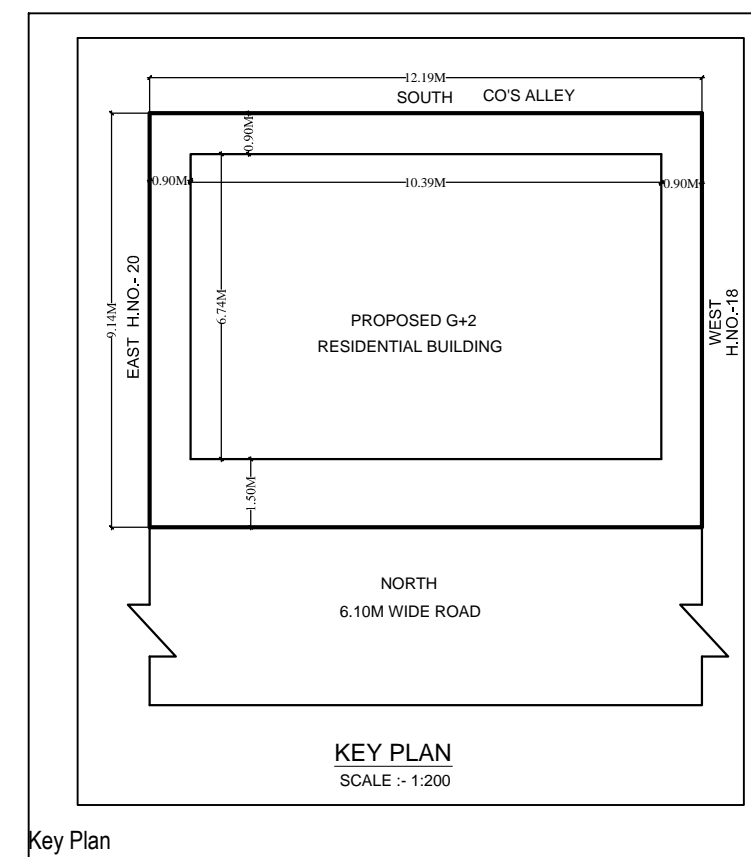 12.19M
SOUTH CO'S ALLEY
0.90M
0.90M
10.39M
0.90M
EAST H.NO.- 20
9.14M
6.74M
PROPOSED G+2
RESIDENTIAL BUILDING
WEST
H.NO.-18
1.50M
NORTH
6.10M WIDE ROAD
KEY PLAN
SCALE :- 1:200
Key Plan